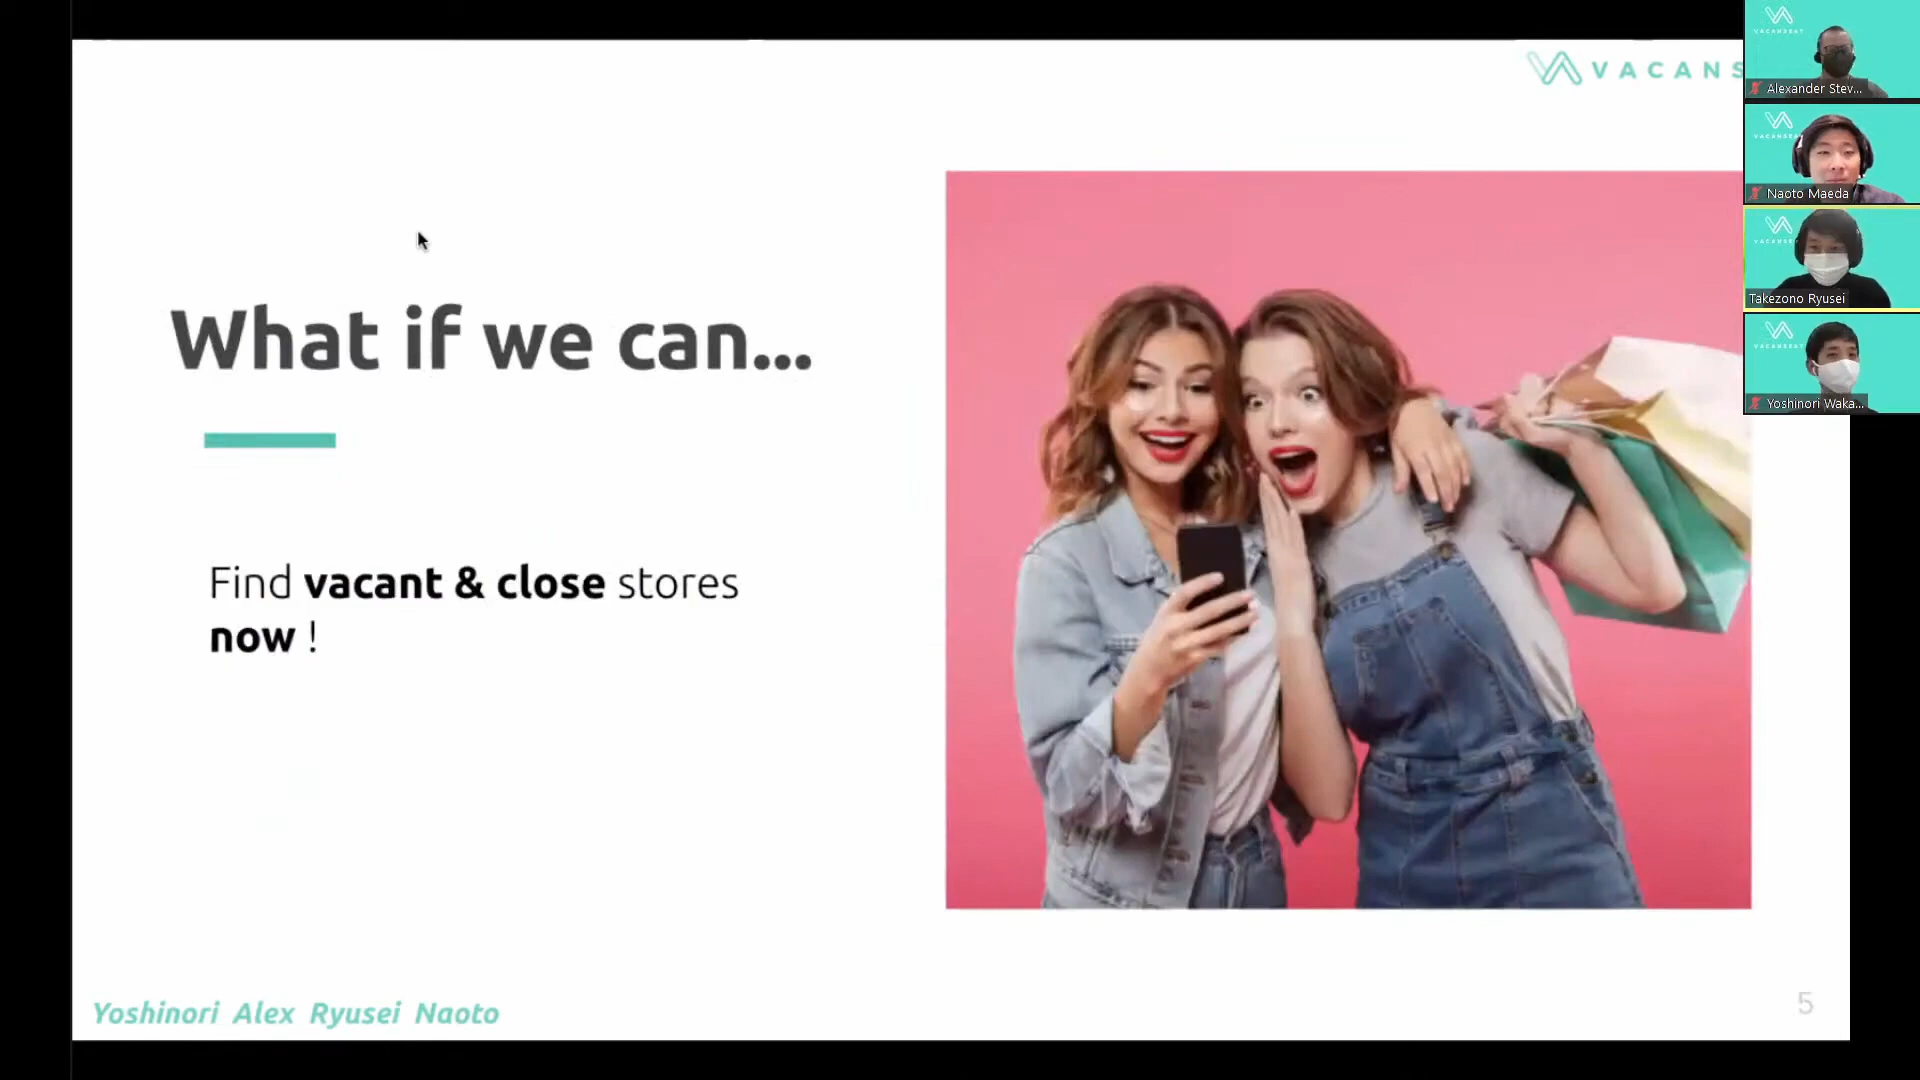 VACANS
What if we can...
Find vacant & close stores
now !
Yoshinori Alex Ryusei Naoto
5
Alexander Stev...
Naoto Maeda
Takezono Ryusei
VACANSEAT
Yoshinori Waka...